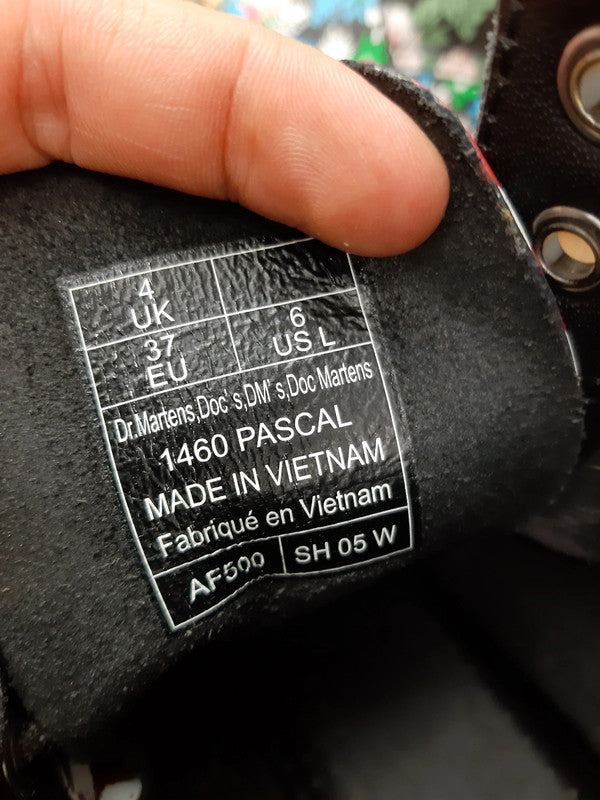 4
UK
37
EU
6
US L
Dr.Martens,Doc's,DM's,Doc Martens
1460 PASCAL
MADE IN VIETNAM
Fabriqué en Vietnam
AF500 SH 05 W